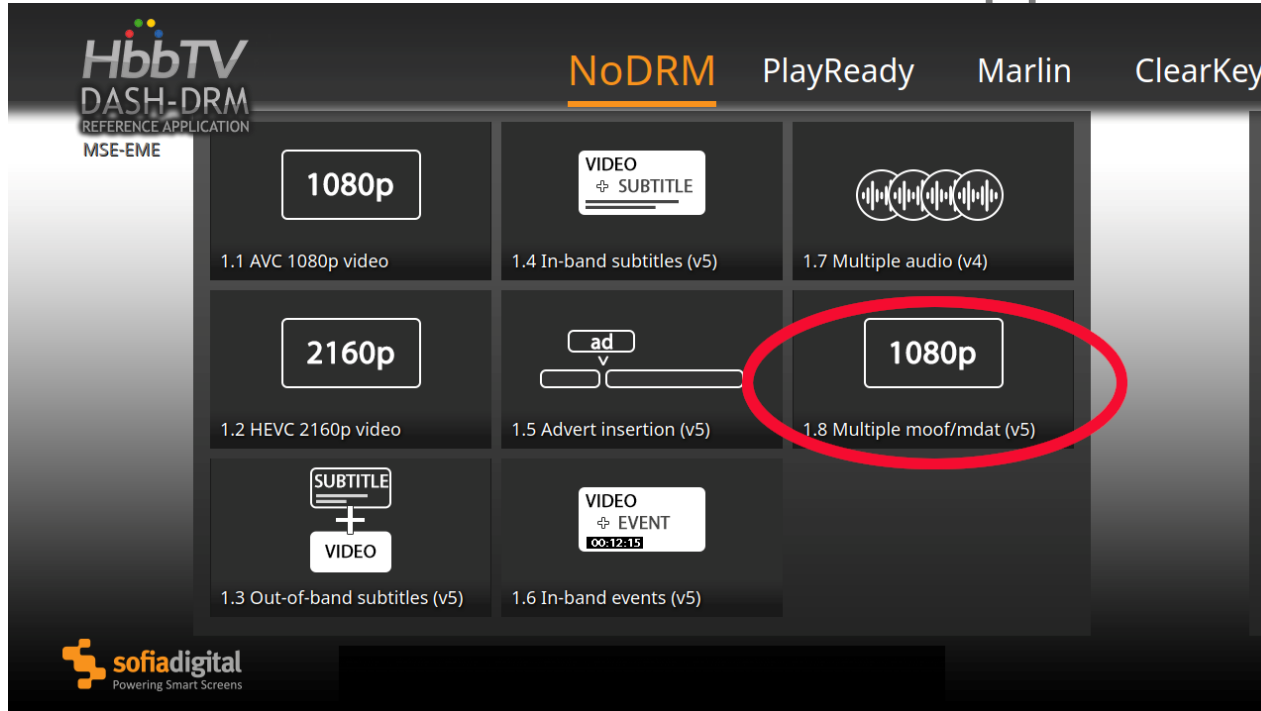 HbbTV
DASH-DRM
REFERENCE APPLICATION
MSE-EME
NoDRM PlayReady Marlin ClearKey
1080p
1.1 AVC 1080p video
VIDEO
+ SUBTITLE
1.4 In-band subtitles (v5)
1.7 Multiple audio (v4)
2160p
1.2 HEVC 2160p video
ad
1.5 Advert insertion (v5)
1080p
1.8 Multiple moof/mdat (v5)
SUBTITLE
+
VIDEO
1.3 Out-of-band subtitles (v5)
VIDEO
+ EVENT
00:12:15
1.6 In-band events (v5)
sofiadigital
Powering Smart Screens